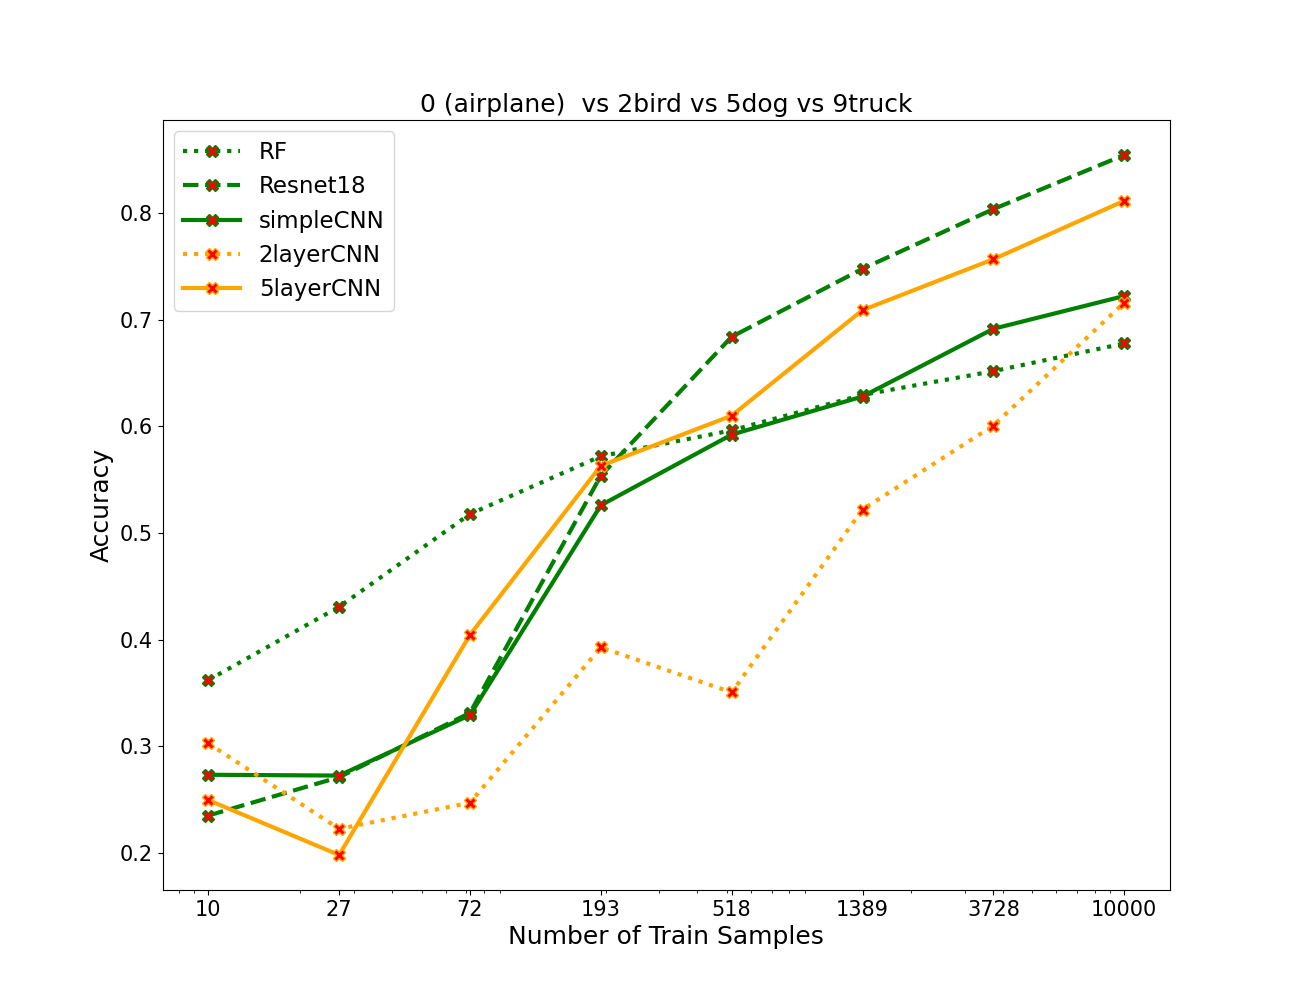 0 (airplane)  vs 2bird vs 5dog vs 9truck
RF
Resnet18
simpleCNN
2layerCNN
5layerCNN
0.8
0.7
0.6
0.5
0.4
0.3
0.2
Accuracy
10 27 72 193 518 1389 3728 10000
Number of Train Samples